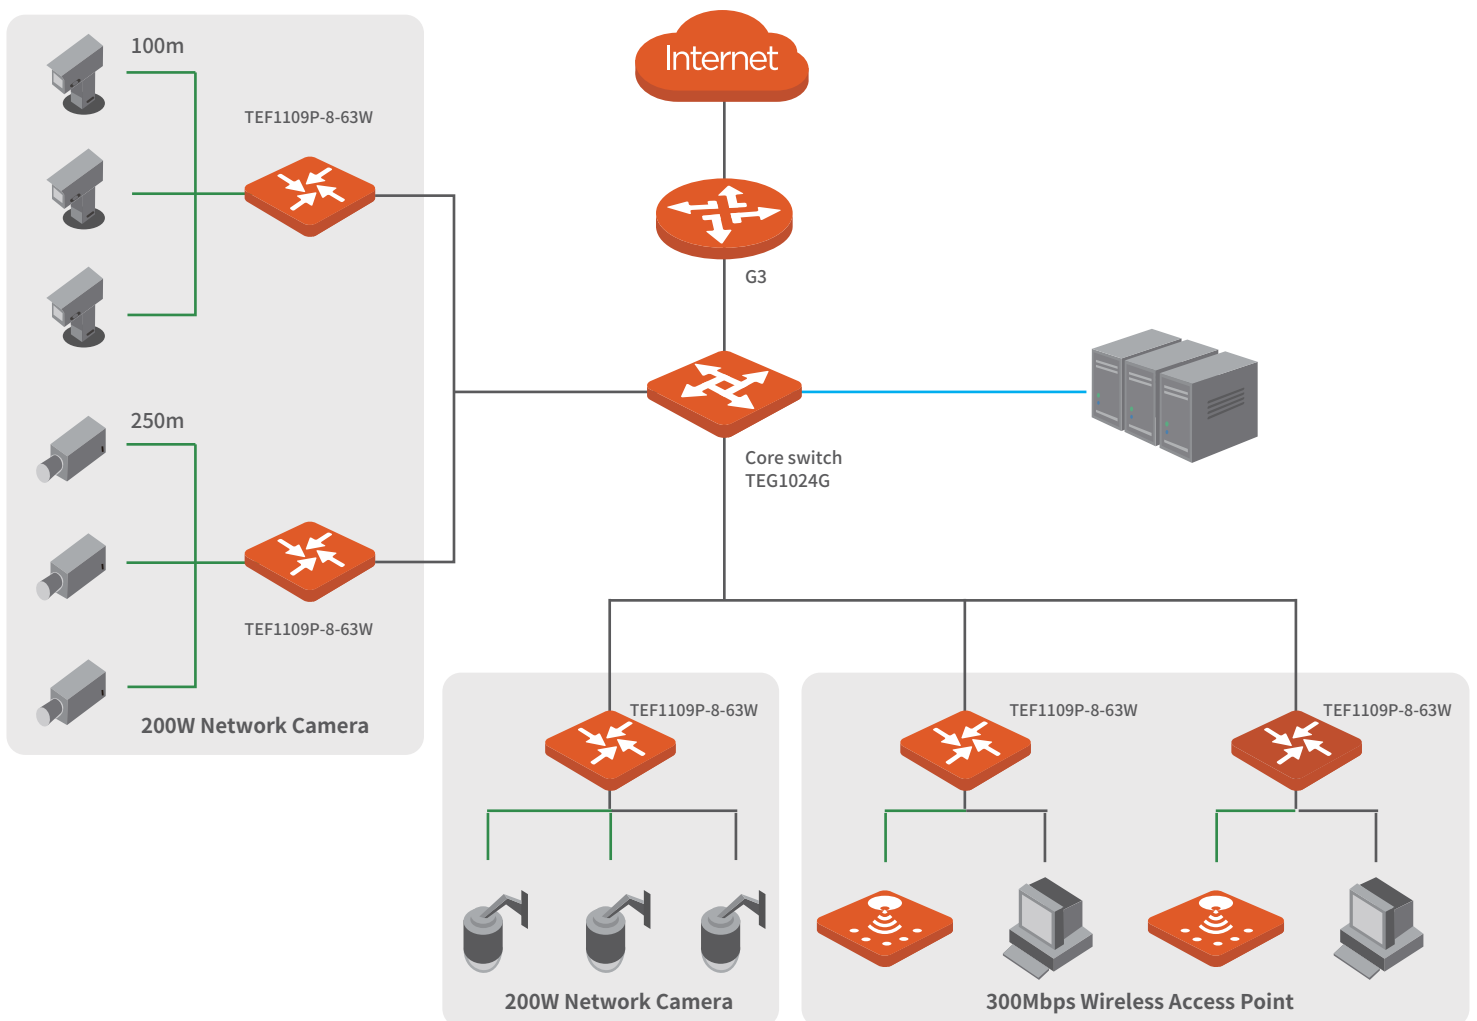 100m
TEF1109P-8-63W
250m
TEF1109P-8-63W
200W Network Camera
Internet
G3
Core switch
TEG1024G
TEF1109P-8-63W
200W Network Camera
TEF1109P-8-63W
TEF1109P-8-63W
300Mbps Wireless Access Point